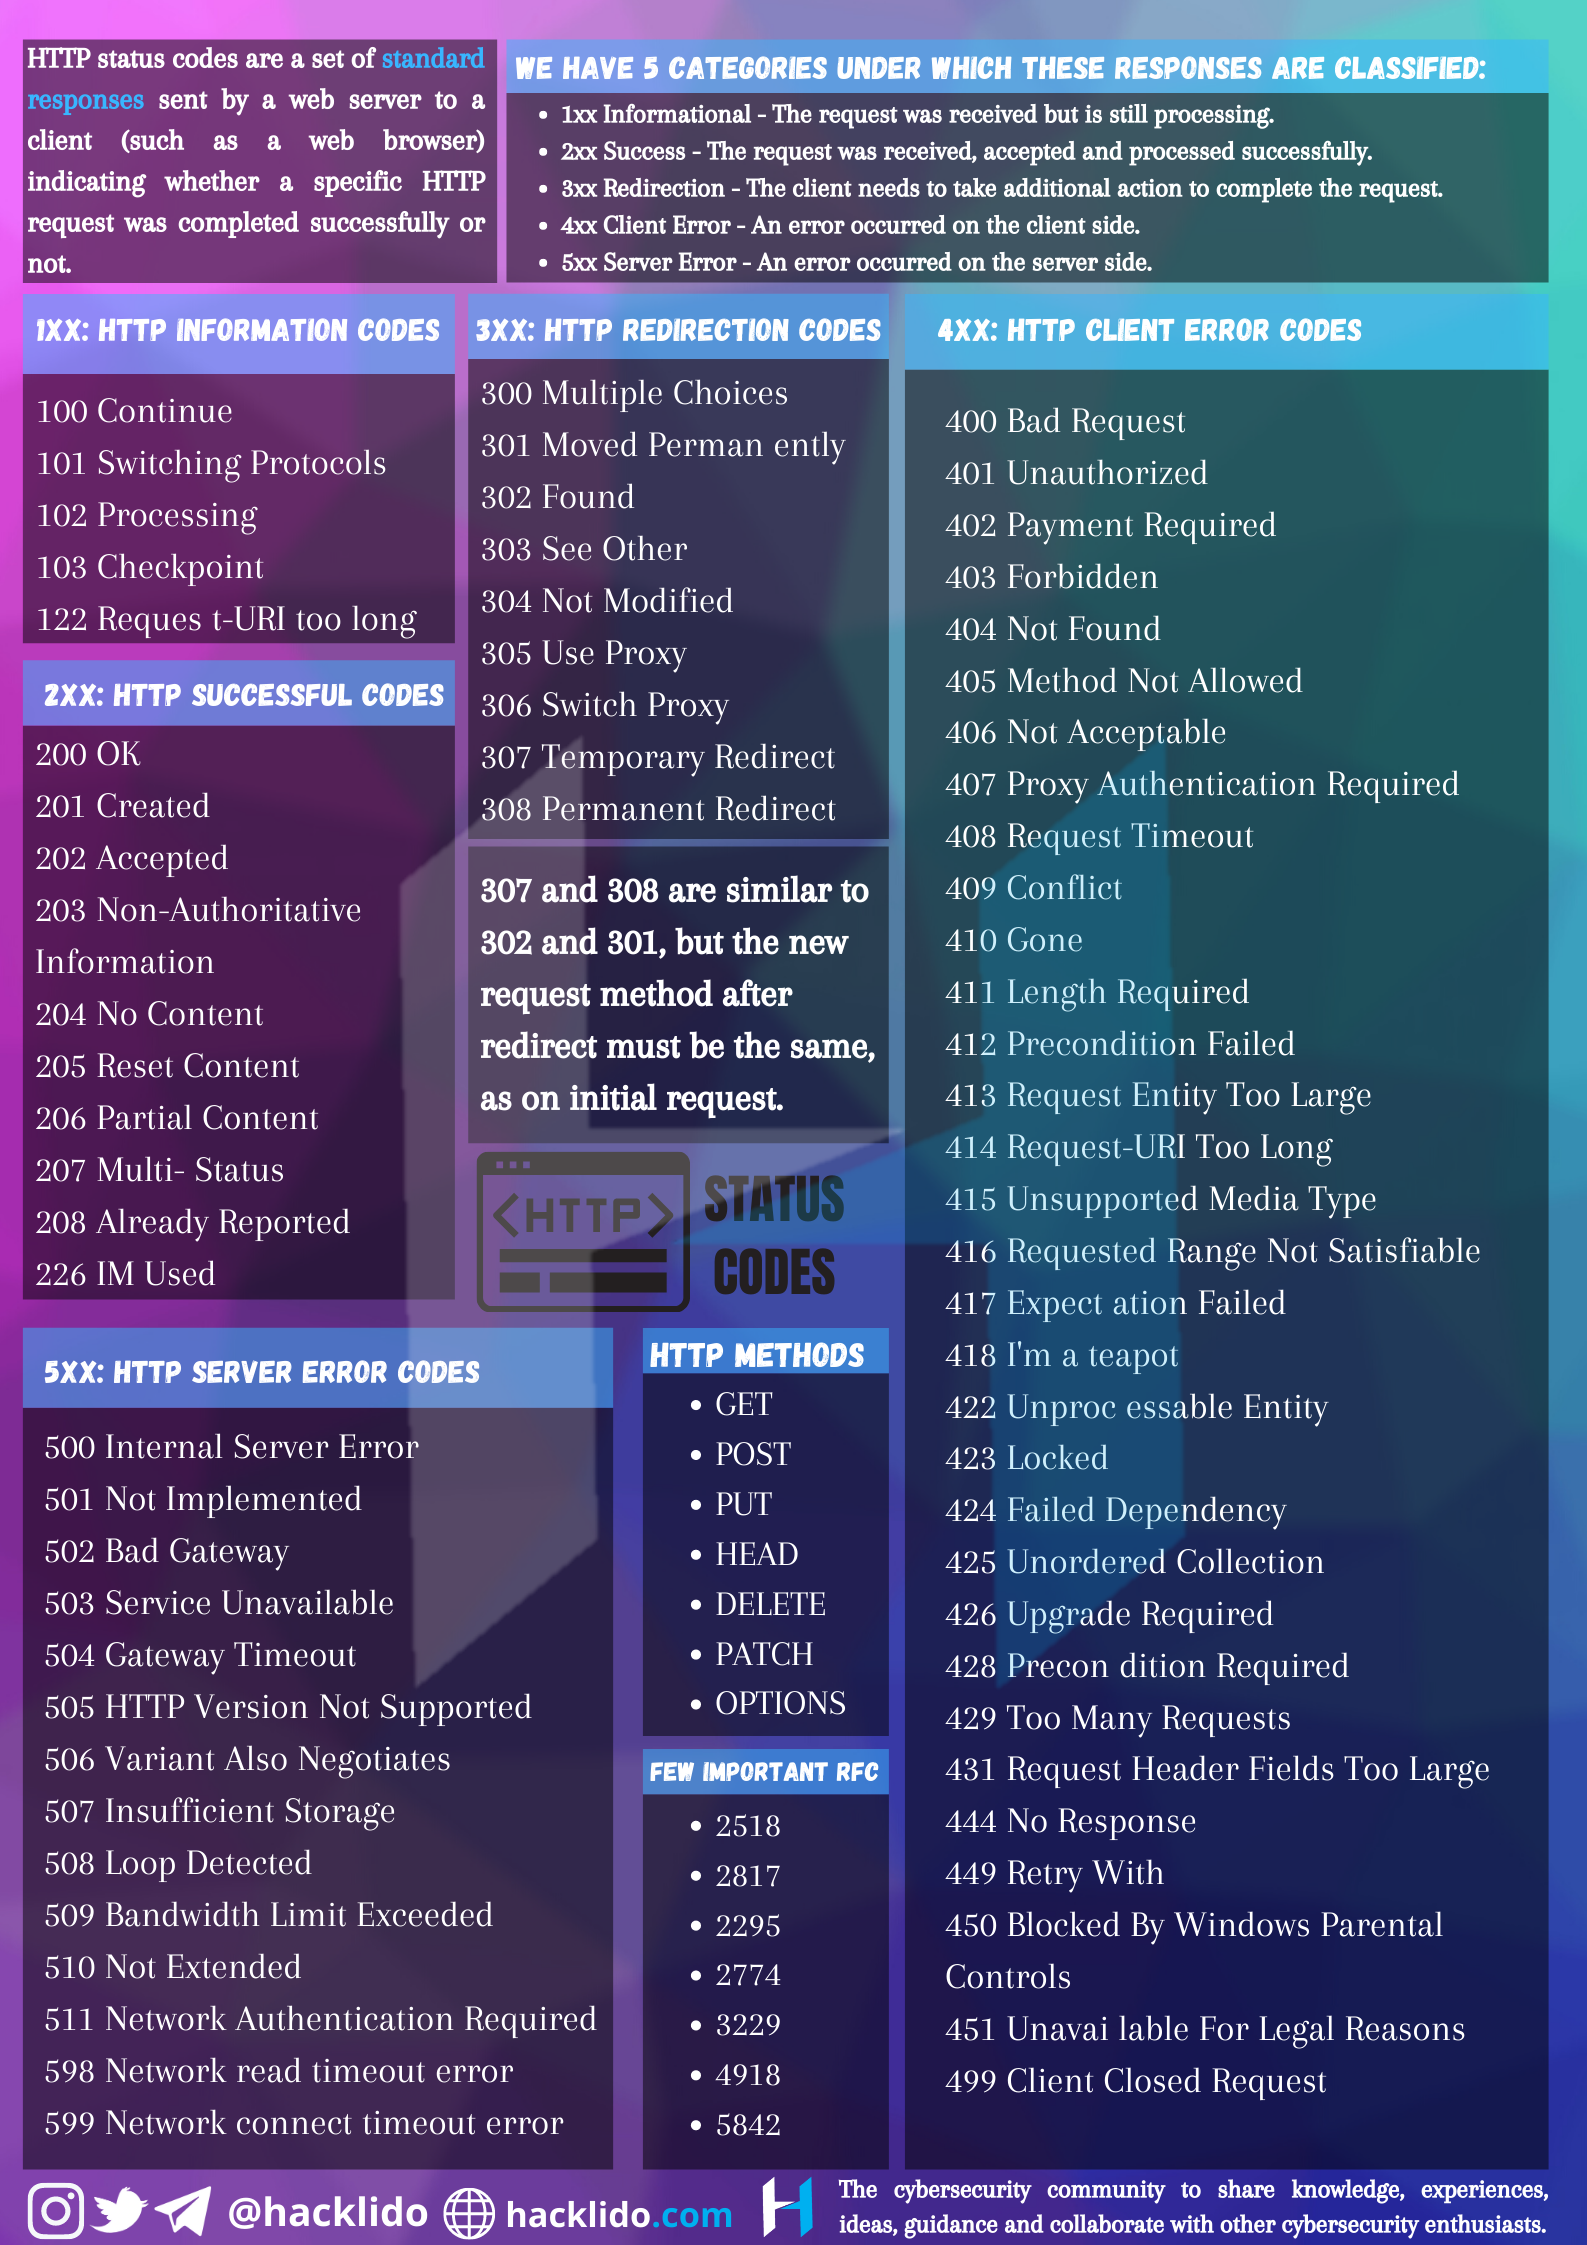 HTTP status codes are a set of standard
responses sent by a web server to a
client (such as a web browser)
indicating whether a specific HTTP
request was completed successfully or
not.
WE HAVE 5 CATEGORIES UNDER WHICH THESE RESPONSES ARE CLASSIFIED:
• 1xx Informational - The request was received but is still processing.
• 2xx Success - The request was received, accepted and processed successfully.
• 3xx Redirection - The client needs to take additional action to complete the request.
• 4xx Client Error - An error occurred on the client side.
• 5xx Server Error - An error occurred on the server side.
1XX: HTTP INFORMATION CODES
100 Continue
101 Switching Protocols
102 Processing
103 Checkpoint
122 Reques t-URI too long
2XX: HTTP SUCCESSFUL CODES
200 OK
201 Created
202 Accepted
203 Non-Authoritative
Information
204 No Content
205 Reset Content
206 Partial Content
207 Multi- Status
208 Already Reported
226 IM Used
3XX: HTTP REDIRECTION CODES
300 Multiple Choices
301 Moved Perman ently
302 Found
303 See Other
304 Not Modified
305 Use Proxy
306 Switch Proxy
307 Temporary Redirect
308 Permanent Redirect
307 and 308 are similar to
302 and 301, but the new
request method after
redirect must be the same,
as on initial request.
<HTTP>
STATUS
CODES
4XX: HTTP CLIENT ERROR CODES
400 Bad Request
401 Unauthorized
402 Payment Required
403 Forbidden
404 Not Found
405 Method Not Allowed
406 Not Acceptable
407 Proxy Authentication Required
408 Request Timeout
409 Conflict
410 Gone
411 Length Required
412 Precondition Failed
413 Request Entity Too Large
414 Request-URI Too Long
415 Unsupported Media Type
416 Requested Range Not Satisfiable
417 Expect ation Failed
418 I'm a teapot
422 Unproc essable Entity
423 Locked
424 Failed Dependency
425 Unordered Collection
426 Upgrade Required
428 Precon dition Required
429 Too Many Requests
431 Request Header Fields Too Large
444 No Response
449 Retry With
450 Blocked By Windows Parental
Controls
451 Unavai lable For Legal Reasons
499 Client Closed Request
5XX: HTTP SERVER ERROR CODES
500 Internal Server Error
501 Not Implemented
502 Bad Gateway
503 Service Unavailable
504 Gateway Timeout
505 HTTP Version Not Supported
506 Variant Also Negotiates
507 Insufficient Storage
508 Loop Detected
509 Bandwidth Limit Exceeded
510 Not Extended
511 Network Authentication Required
598 Network read timeout error
599 Network connect timeout error
HTTP METHODS
• GET
• POST
• PUT
• HEAD
• DELETE
• PATCH
• OPTIONS
FEW IMPORTANT RFC
• 2518
• 2817
• 2295
• 2774
• 3229
• 4918
• 5842
@hacklido
hacklido.com
The cybersecurity community to share knowledge, experiences,
ideas, guidance and collaborate with other cybersecurity enthusiasts.